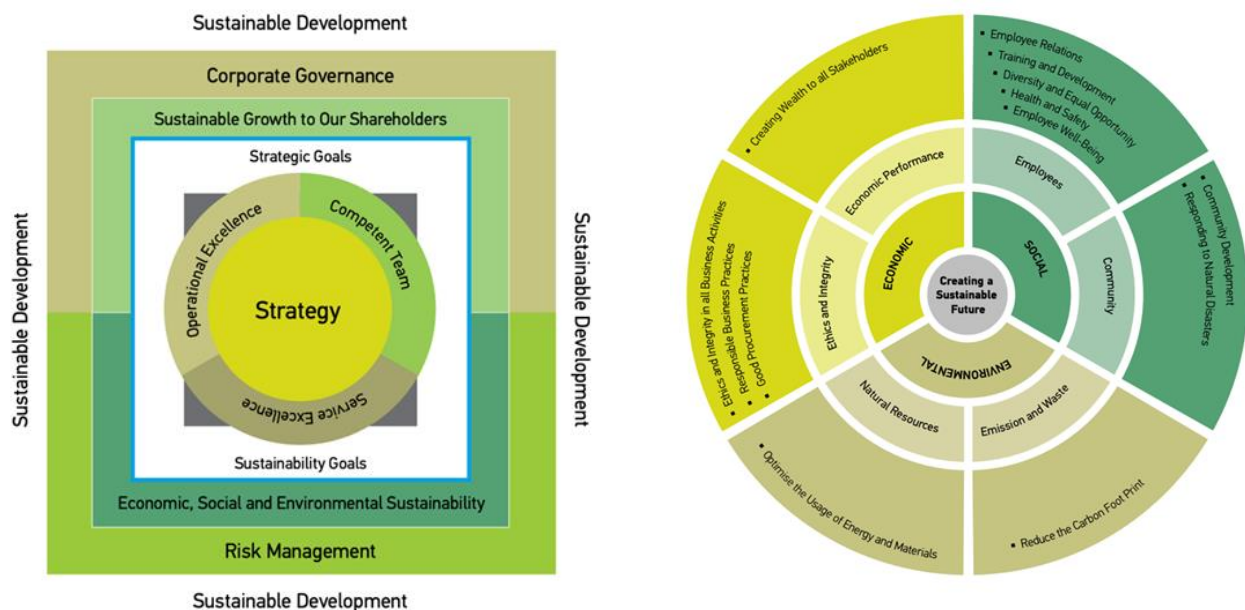 Sustainable Development
Corporate Governance
Sustainable Growth to Our Shareholders
Strategic Goals
Operational Excellence
Competent Team
Strategy
Service Excellence
Sustainability Goals
Economic, Social and Environmental Sustainability
Risk Management
Sustainable Development
Sustainable Development
Sustainable Development
Creating Wealth to all Stakeholders
Economic Performance
Ethics and Integrity in all Business Activities
Responsible Business Practices
Good Procurement Practices
Ethics and Integrity
ECONOMIC
Employee Relations
Training and Development
Diversity and Equal Opportunity
Health and Safety
Employee Well-Being
Employees
SOCIAL
Community
Community Development
Responding to Natural Disasters
Creating a
Sustainable
Future
ENVIRONMENTAL
Natural Resources
Emission and Waste
Optimise the Usage of Energy and Materials
Reduce the Carbon Foot Print